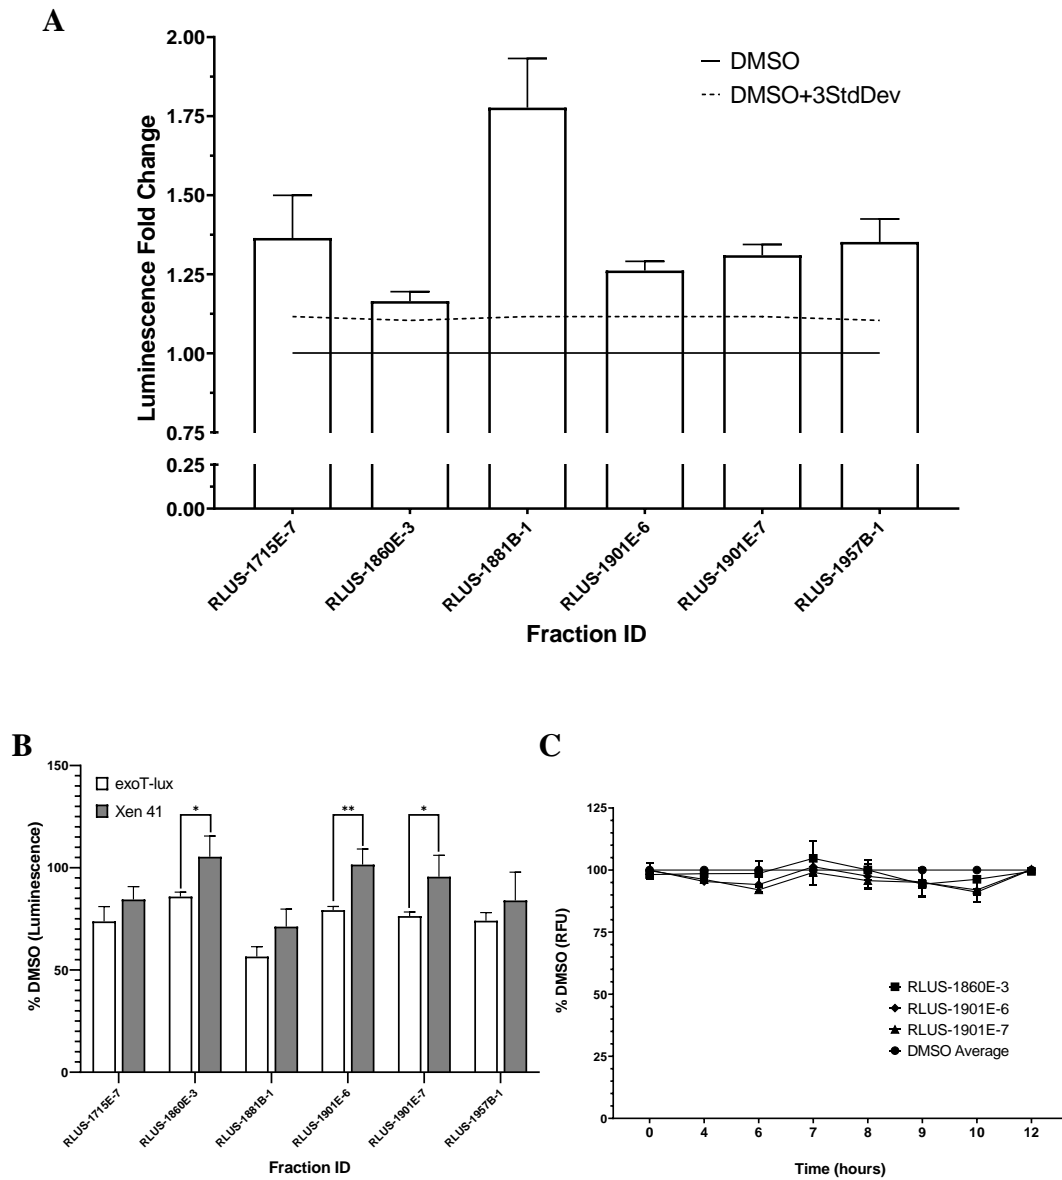 A
2.00
1.75
1.50
1.25
1.00
0.75
0.25
0.00
Luminescence Fold Change
DMSO
DMSO+3StdDev
RLUS-1715E-7
RLUS-1860E-3
RLUS-1881B-1
RLUS-1901E-6
RLUS-1901E-7
RLUS-1957B-1
Fraction ID
B
150
100
50
0
% DMSO (Luminescence)
exoT-lux
Xen 41
*
**
*
RLUS-1715E-7
RLUS-1860E-3
RLUS-1881B-1
RLUS-1901E-6
RLUS-1901E-7
RLUS-1957B-1
Fraction ID
C
125
100
75
50
25
0
% DMSO (RFU)
RLUS-1860E-3
RLUS-1901E-6
RLUS-1901E-7
DMSO Average
0 4 6 7 8 9 10 12
Time (hours)